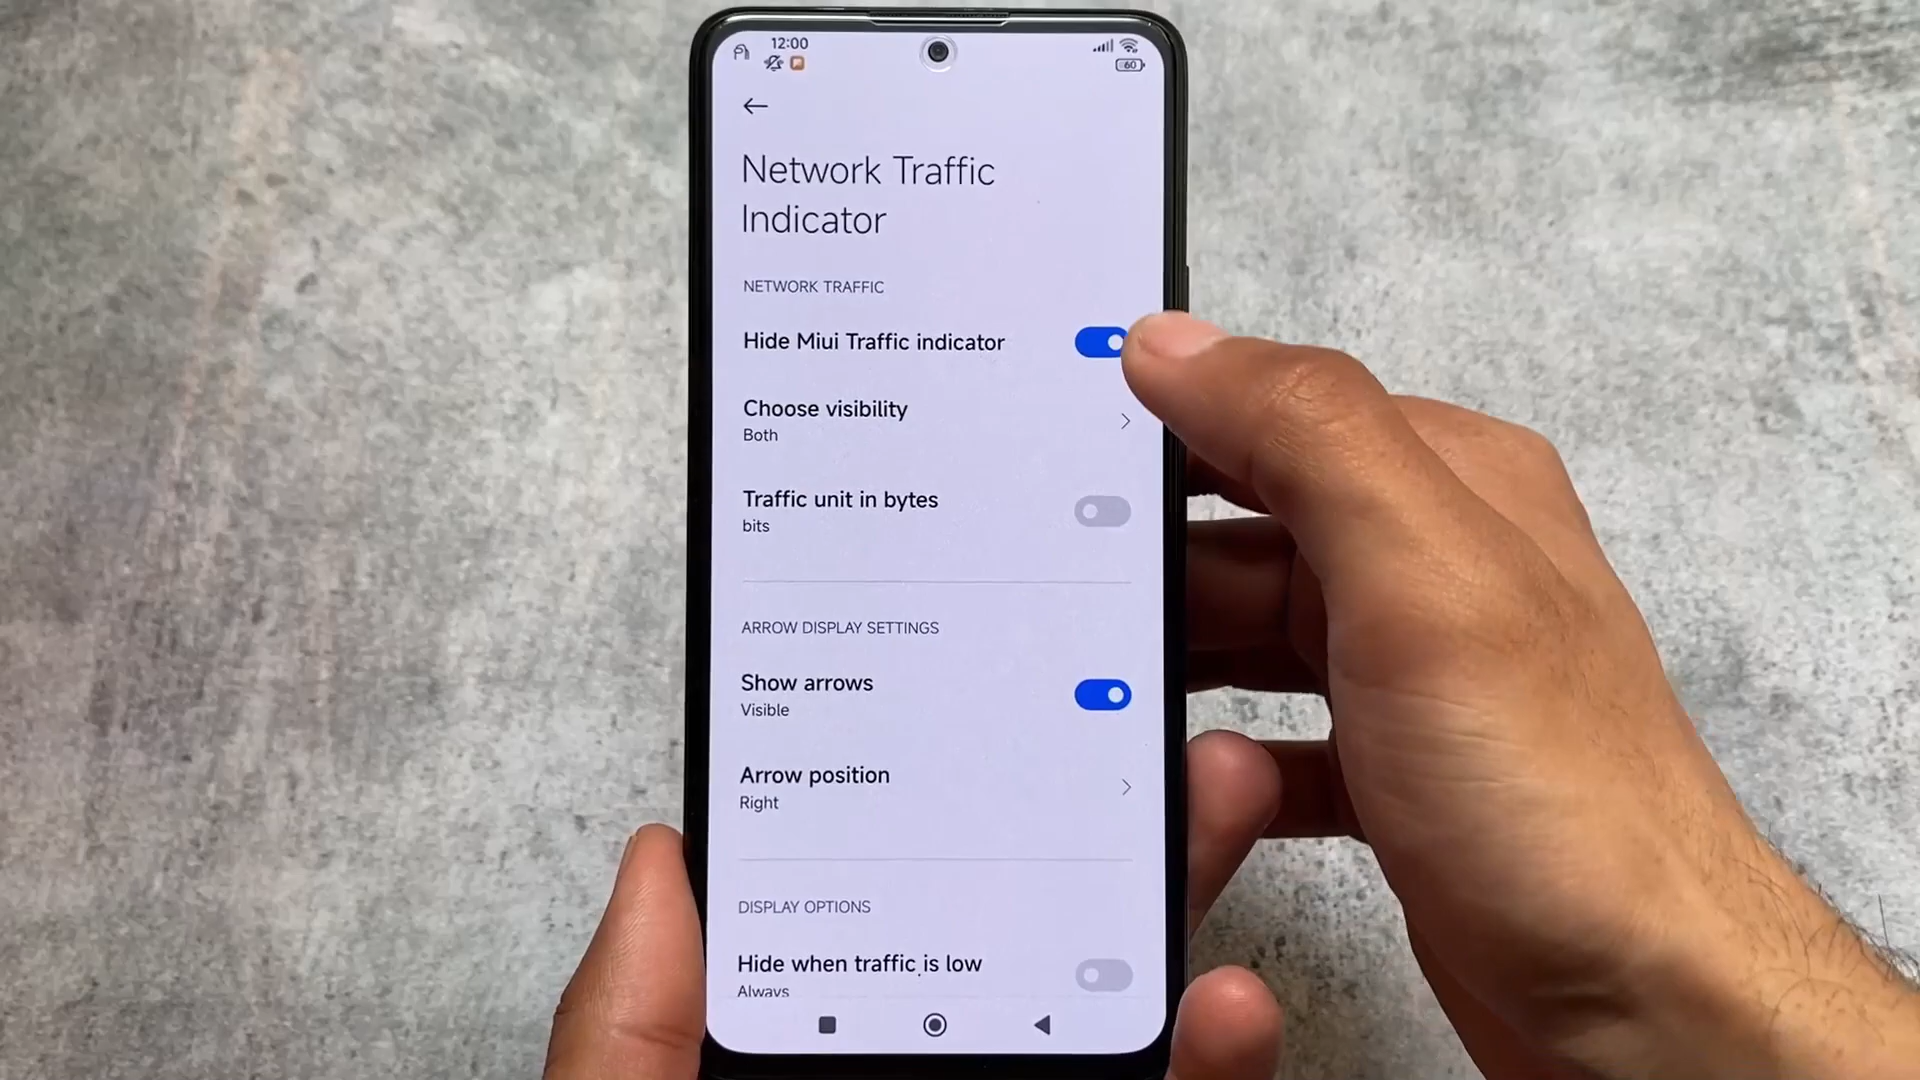 12:00
60
Network Traffic
Indicator
NETWORK TRAFFIC
Hide Miui Traffic indicator
Choose visibility
Both
Traffic unit in bytes
bits
ARROW DISPLAY SETTINGS
Show arrows
Visible
Arrow position
Right
DISPLAY OPTIONS
Hide when traffic is low
Always